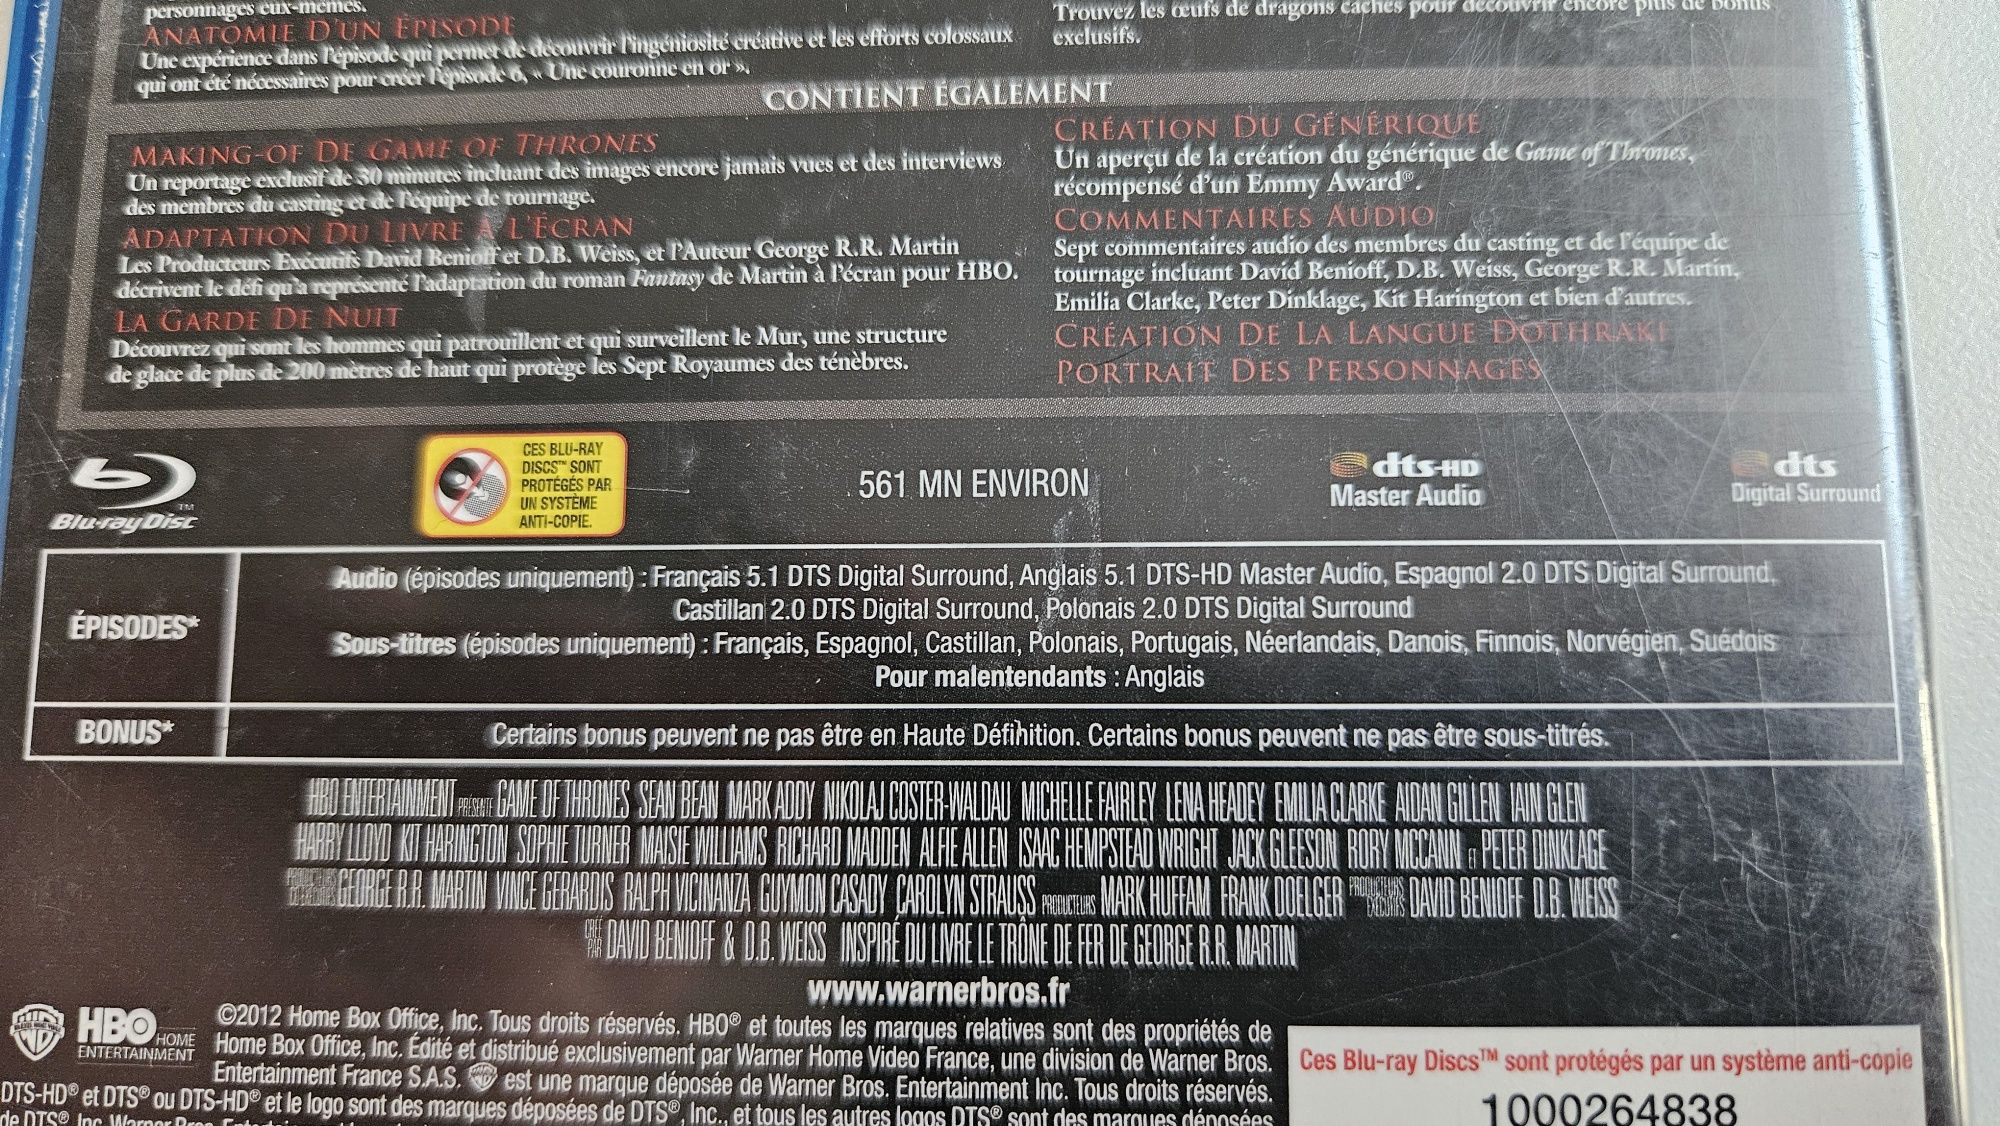 personnages eux-mêmes.
ANATOMIE D'UN ÉPISODE
Une expérience dans l'épisode qui permet de découvrir l'ingéniosité créative et les efforts colossaux
qui ont été nécessaires pour créer l'épisode 6, « Une couronne en or ».
Trouvez les œufs de dragons cachés pour découvrir encore plus de bonus
exclusifs.
CONTIENT ÉGALEMENT
MAKING-OF DE GAME OF THRONES
Un reportage exclusif de 30 minutes incluant des images encore jamais vues et des interviews
des membres du casting et de l'équipe de tournage.
ADAPTATION DU LIVRE À L'ÉCRAN
Les Producteurs Exécutifs David Benioff et D.B. Weiss, et l'Auteur George R.R. Martin
décrivent le défi qu'a représenté l'adaptation du roman Fantasy de Martin à l'écran pour HBO.
LA GARDE DE NUIT
Découvrez qui sont les hommes qui patrouillent et qui surveillent le Mur, une structure
de glace de plus de 200 mètres de haut qui protège les Sept Royaumes des ténèbres.
CRÉATION DU GÉNÉRIQUE
Un aperçu de la création du générique de Game of Thrones,
récompensé d'un Emmy Award®.
COMMENTAIRES AUDIO
Sept commentaires audio des membres du casting et de l'équipe de
tournage incluant David Benioff, D.B. Weiss, George R.R. Martin,
Emilia Clarke, Peter Dinklage, Kit Harington et bien d'autres.
CRÉATION DE LA LANGUE DOTHRAKI
PORTRAIT DES PERSONNAGES
Blu-ray Disc™
CES BLU-RAY
DISCS™ SONT
PROTÉGÉS PAR
UN SYSTÈME
ANTI-COPIE.
561 MN ENVIRON
dts-HD
Master Audio
dts
Digital Surround
ÉPISODES*
Audio (épisodes uniquement) : Français 5.1 DTS Digital Surround, Anglais 5.1 DTS-HD Master Audio, Espagnol 2.0 DTS Digital Surround,
Castillan 2.0 DTS Digital Surround, Polonais 2.0 DTS Digital Surround
Sous-titres (épisodes uniquement) : Français, Espagnol, Castillan, Polonais, Portugais, Néerlandais, Danois, Finnois, Norvégien, Suédois
Pour malentendants : Anglais
BONUS*
Certains bonus peuvent ne pas être en Haute Définition. Certains bonus peuvent ne pas être sous-titrés.
HBO ENTERTAINMENT PRÉSENTE GAME OF THRONES SEAN BEAN MARK ADDY NIKOLAJ COSTER-WALDAU MICHELLE FAIRLEY LENA HEADEY EMILIA CLARKE AIDAN GILLEN IAIN GLEN
HARRY LLOYD KIT HARINGTON SOPHIE TURNER MAISIE WILLIAMS RICHARD MADDEN ALFIE ALLEN ISAAC HEMPSTEAD WRIGHT JACK GLEESON RORY MCCANN ET PETER DINKLAGE
PRODUCTEURS CO-EXÉCUTIFS GEORGE R.R. MARTIN VINCE GERARDIS RALPH VICINANZA GUYMON CASADY CAROLYN STRAUSS PRODUCTEURS MARK HUFFAM FRANK DOELGER PRODUCTEURS EXÉCUTIFS DAVID BENIOFF D.B. WEISS
CRÉÉ PAR DAVID BENIOFF & D.B. WEISS INSPIRÉ DU LIVRE LE TRÔNE DE FER DE GEORGE R.R. MARTIN
www.warnerbros.fr
HBO HOME
ENTERTAINMENT
©2012 Home Box Office, Inc. Tous droits réservés. HBO® et toutes les marques relatives sont des propriétés de
Home Box Office, Inc. Édité et distribué exclusivement par Warner Home Video France, une division de Warner Bros.
Entertainment France S.A.S. est une marque déposée de Warner Bros. Entertainment Inc. Tous droits réservés.
DTS-HD® et DTS® ou DTS-HD® et le logo sont des marques déposées de DTS®, Inc., et tous les autres logos DTS® sont des marques déposées
de DTS® Inc. Warner Bros.
Ces Blu-ray Discs™ sont protégés par un système anti-copie
1000264838